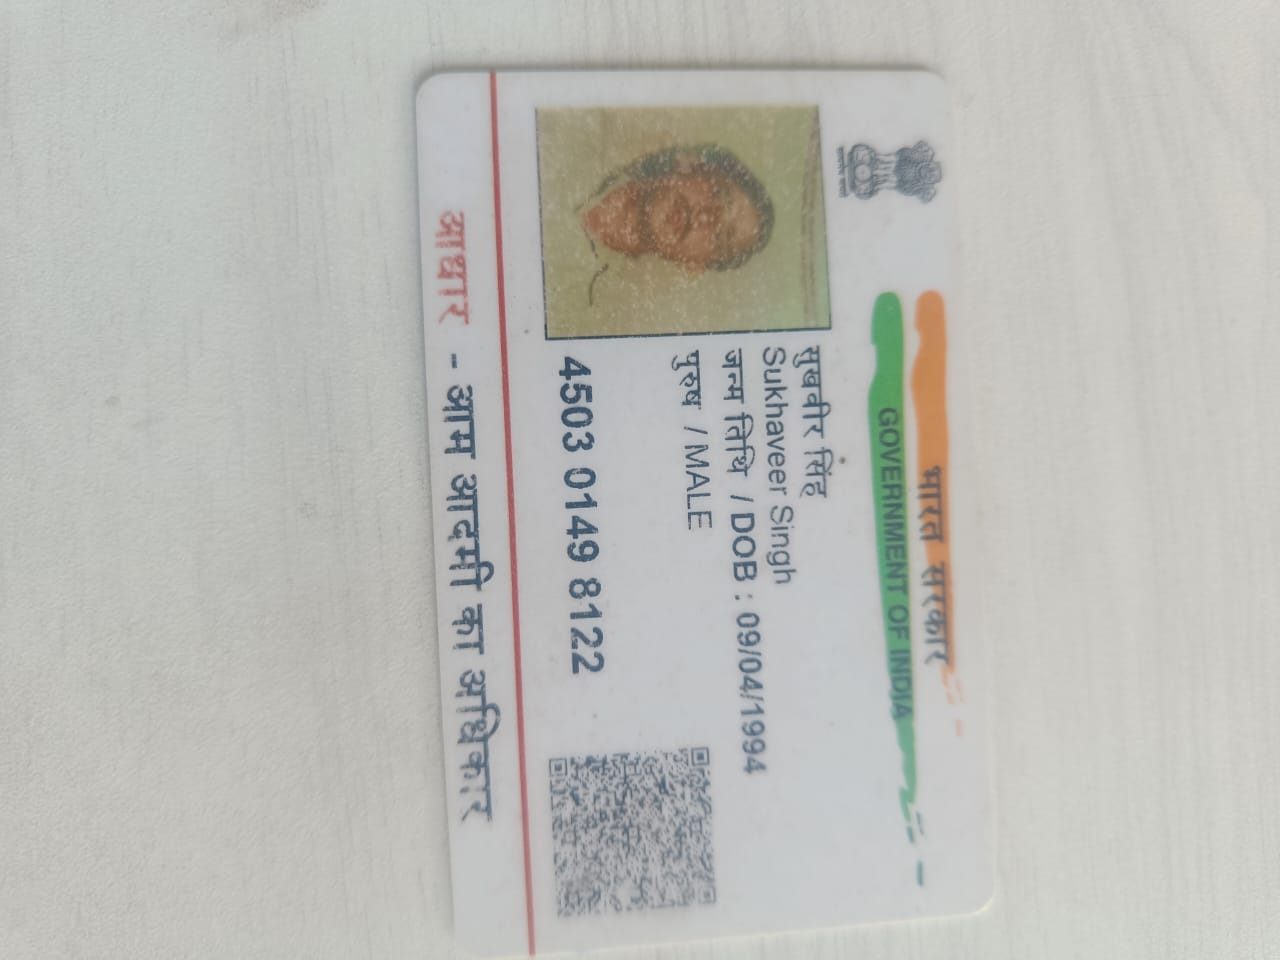 भारत सरकार
GOVERNMENT OF INDIA
सुखवीर सिंह
Sukhaveer Singh
जन्म तिथि / DOB : 09/04/1994
पुरुष / MALE
4503 0149 8122
आधार - आम आदमी का अधिकार